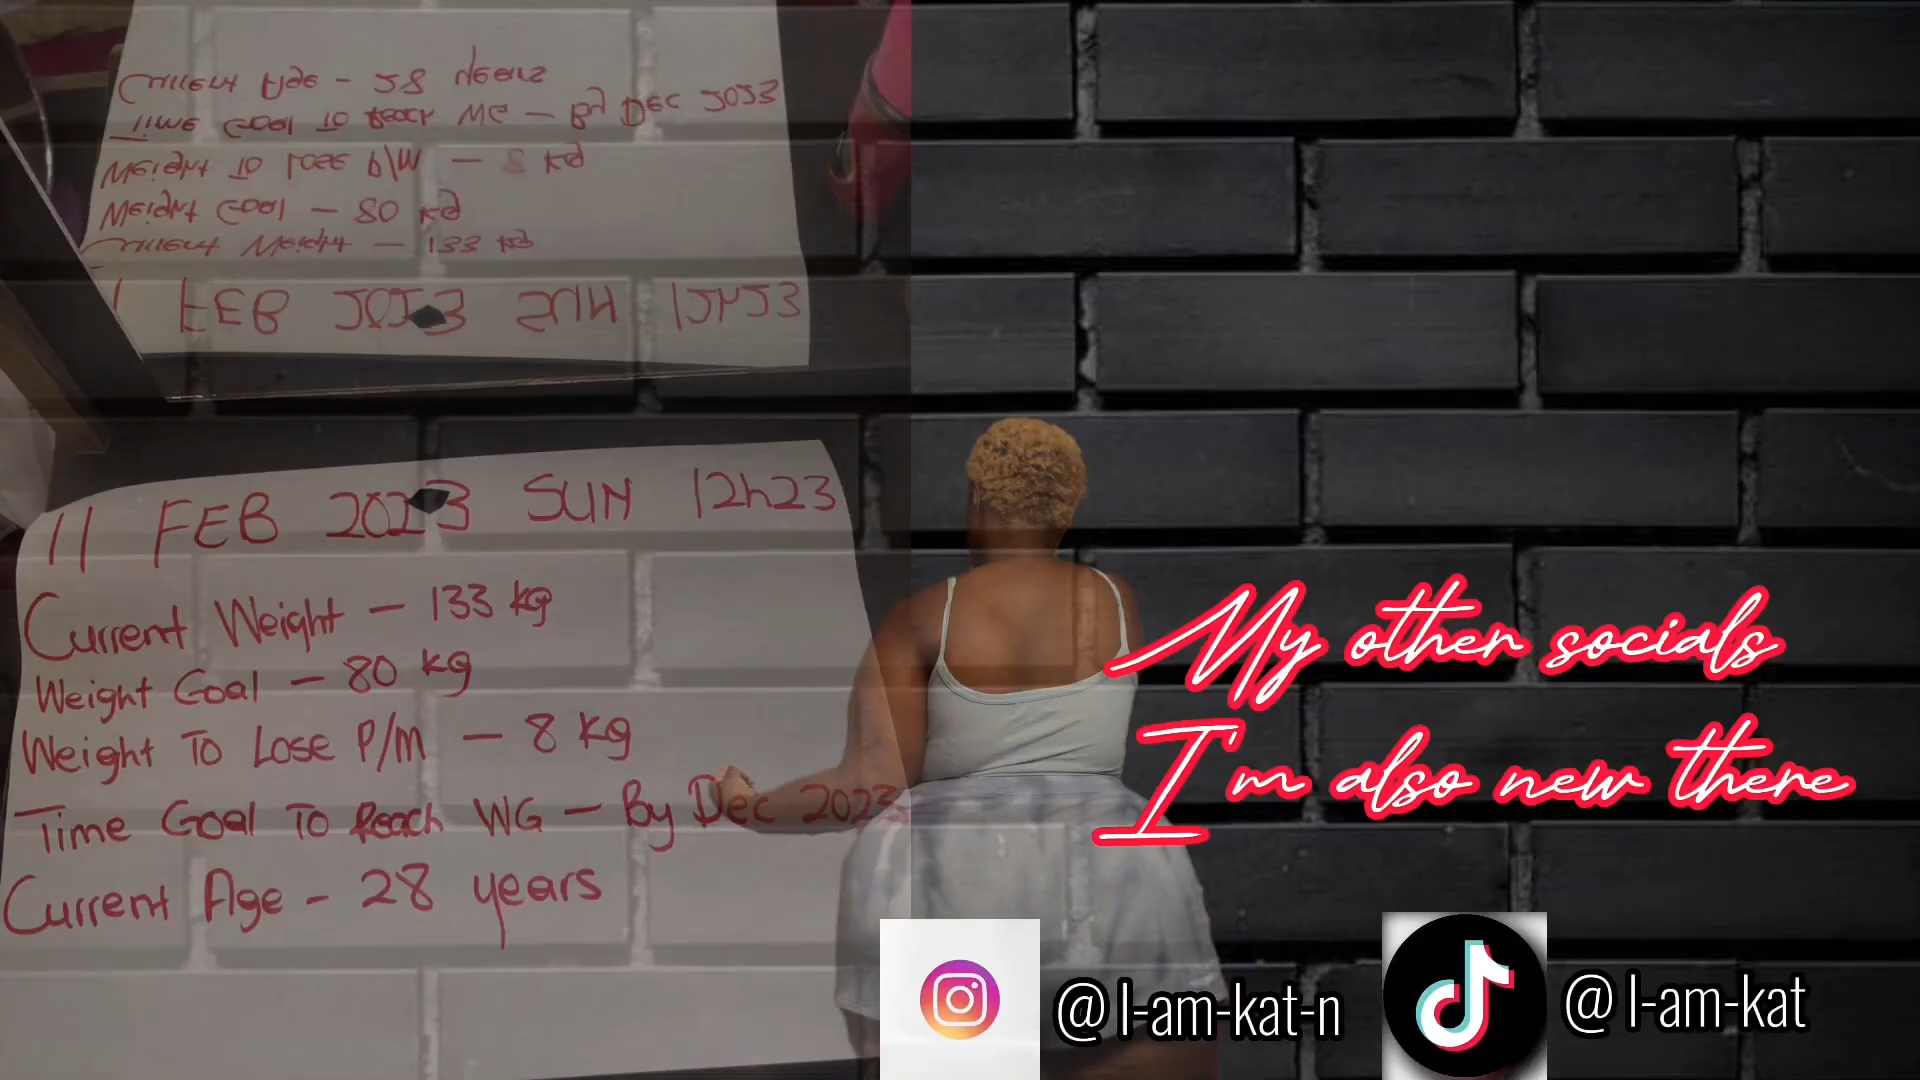 11 FEB 2023 SUN 12h23
Current Weight – 133 kg
Weight Goal – 80 kg
Weight To Lose P/M – 8 kg
Time Goal To Reach WG – By Dec 2023
Current Age – 28 years
My other socials
I'm also new there
@I-am-kat-n
@I-am-kat